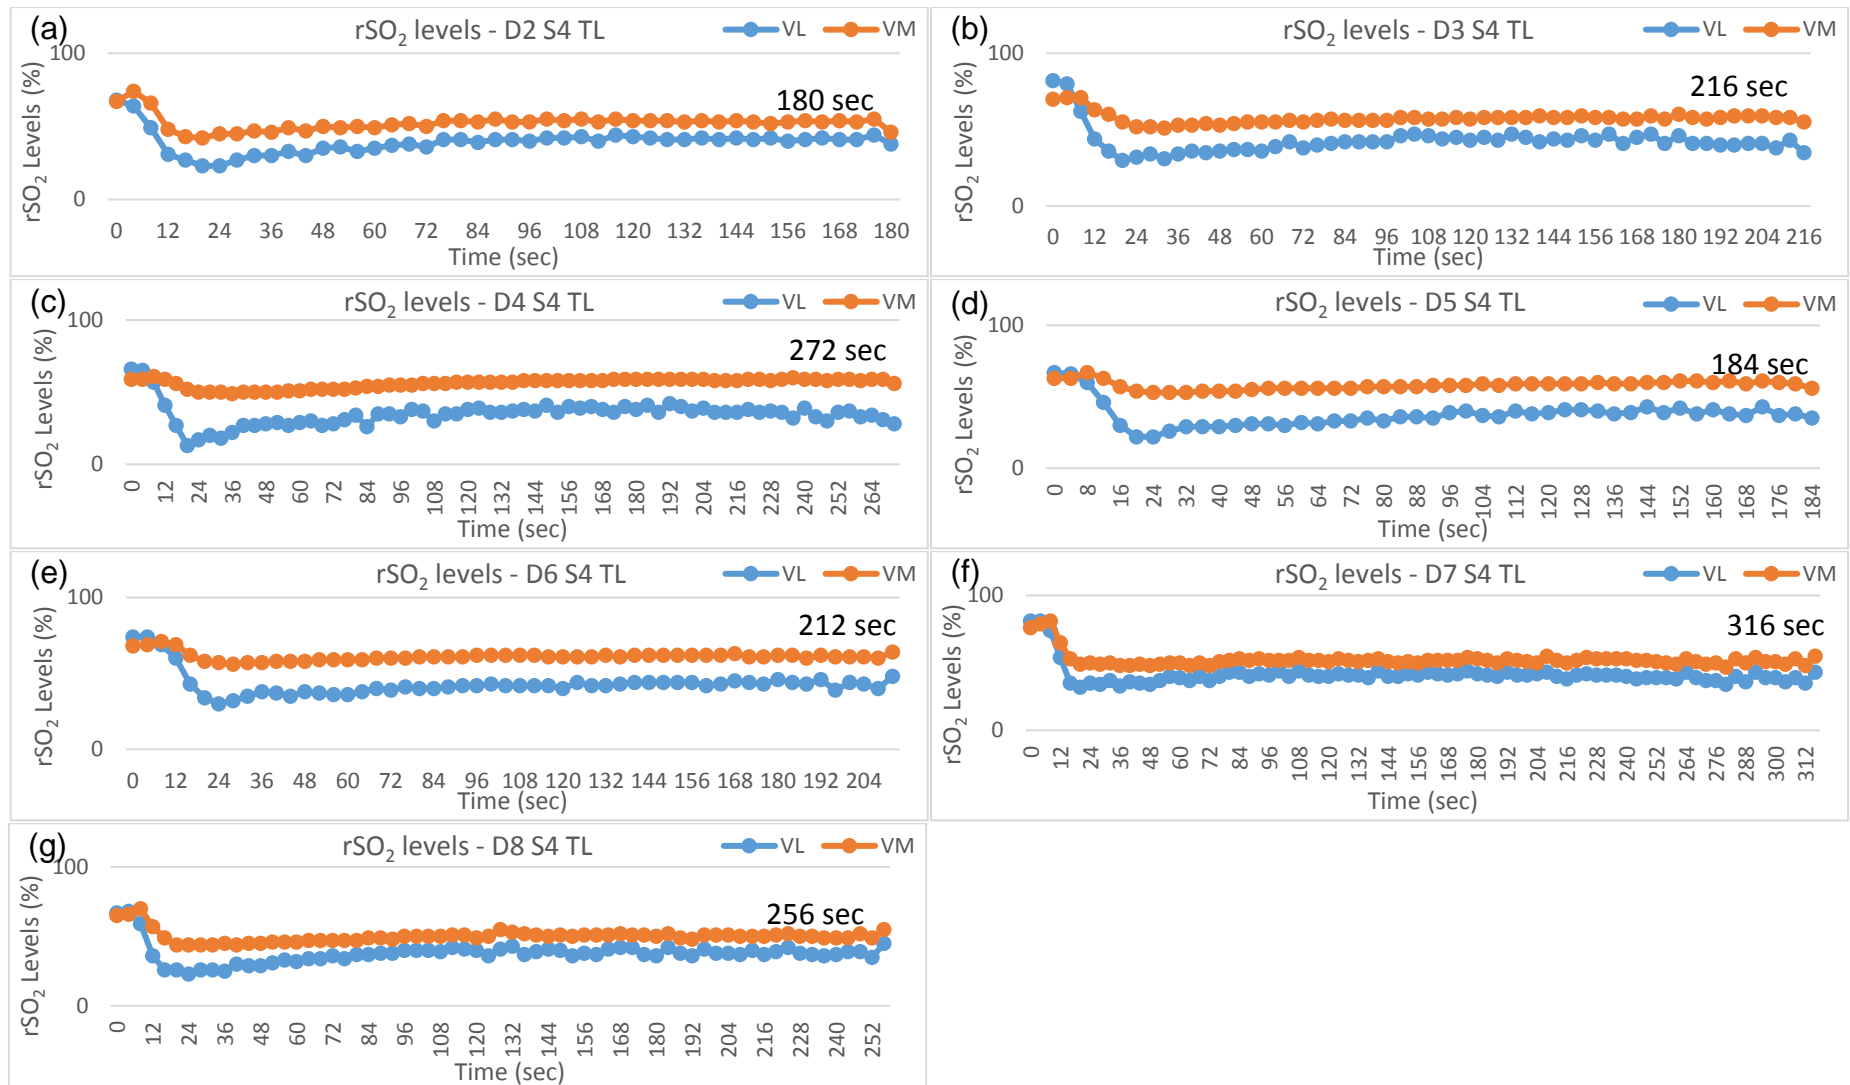 (a) rSO2 levels - D2 S4 TL VL VM
rSO2 Levels (%)
100
180 sec
0
0 12 24 36 48 60 72 84 96 108 120 132 144 156 168 180
Time (sec)
(b) rSO2 levels - D3 S4 TL VL VM
rSO2 Levels (%)
100
216 sec
0
0 12 24 36 48 60 72 84 96 108 120 132 144 156 168 180 192 204 216
Time (sec)
(c) rSO2 levels - D4 S4 TL VL VM
rSO2 Levels (%)
100
272 sec
0
0 12 24 36 48 60 72 84 96 108 120 132 144 156 168 180 192 204 216 228 240 252 264
Time (sec)
(d) rSO2 levels - D5 S4 TL VL VM
rSO2 Levels (%)
100
184 sec
0
0 8 16 24 32 40 48 56 64 72 80 88 96 104 112 120 128 136 144 152 160 168 176 184
Time (sec)
(e) rSO2 levels - D6 S4 TL VL VM
rSO2 Levels (%)
100
212 sec
0
0 12 24 36 48 60 72 84 96 108 120 132 144 156 168 180 192 204
Time (sec)
(f) rSO2 levels - D7 S4 TL VL VM
rSO2 Levels (%)
100
316 sec
0
0 12 24 36 48 60 72 84 96 108 120 132 144 156 168 180 192 204 216 228 240 252 264 276 288 300 312
Time (sec)
(g) rSO2 levels - D8 S4 TL VL VM
rSO2 Levels (%)
100
256 sec
0
0 12 24 36 48 60 72 84 96 108 120 132 144 156 168 180 192 204 216 228 240 252
Time (sec)